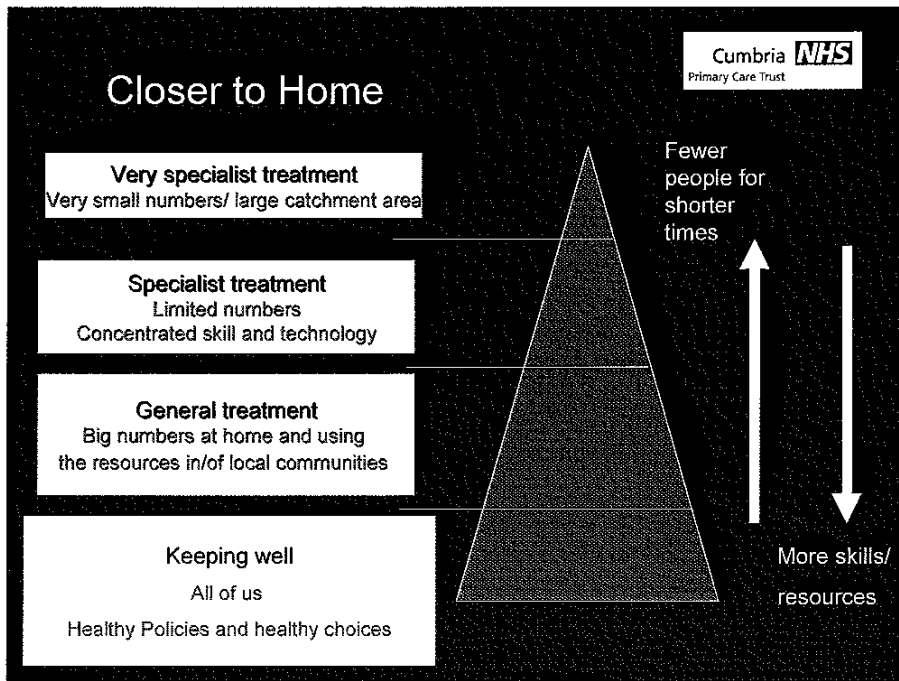 Cumbria NHS
Primary Care Trust
Closer to Home
Very specialist treatment
Very small numbers/ large catchment area
Specialist treatment
Limited numbers
Concentrated skill and technology
General treatment
Big numbers at home and using
the resources in/of local communities
Keeping well
All of us
Healthy Policies and healthy choices
Fewer
people for
shorter
times
More skills/
resources